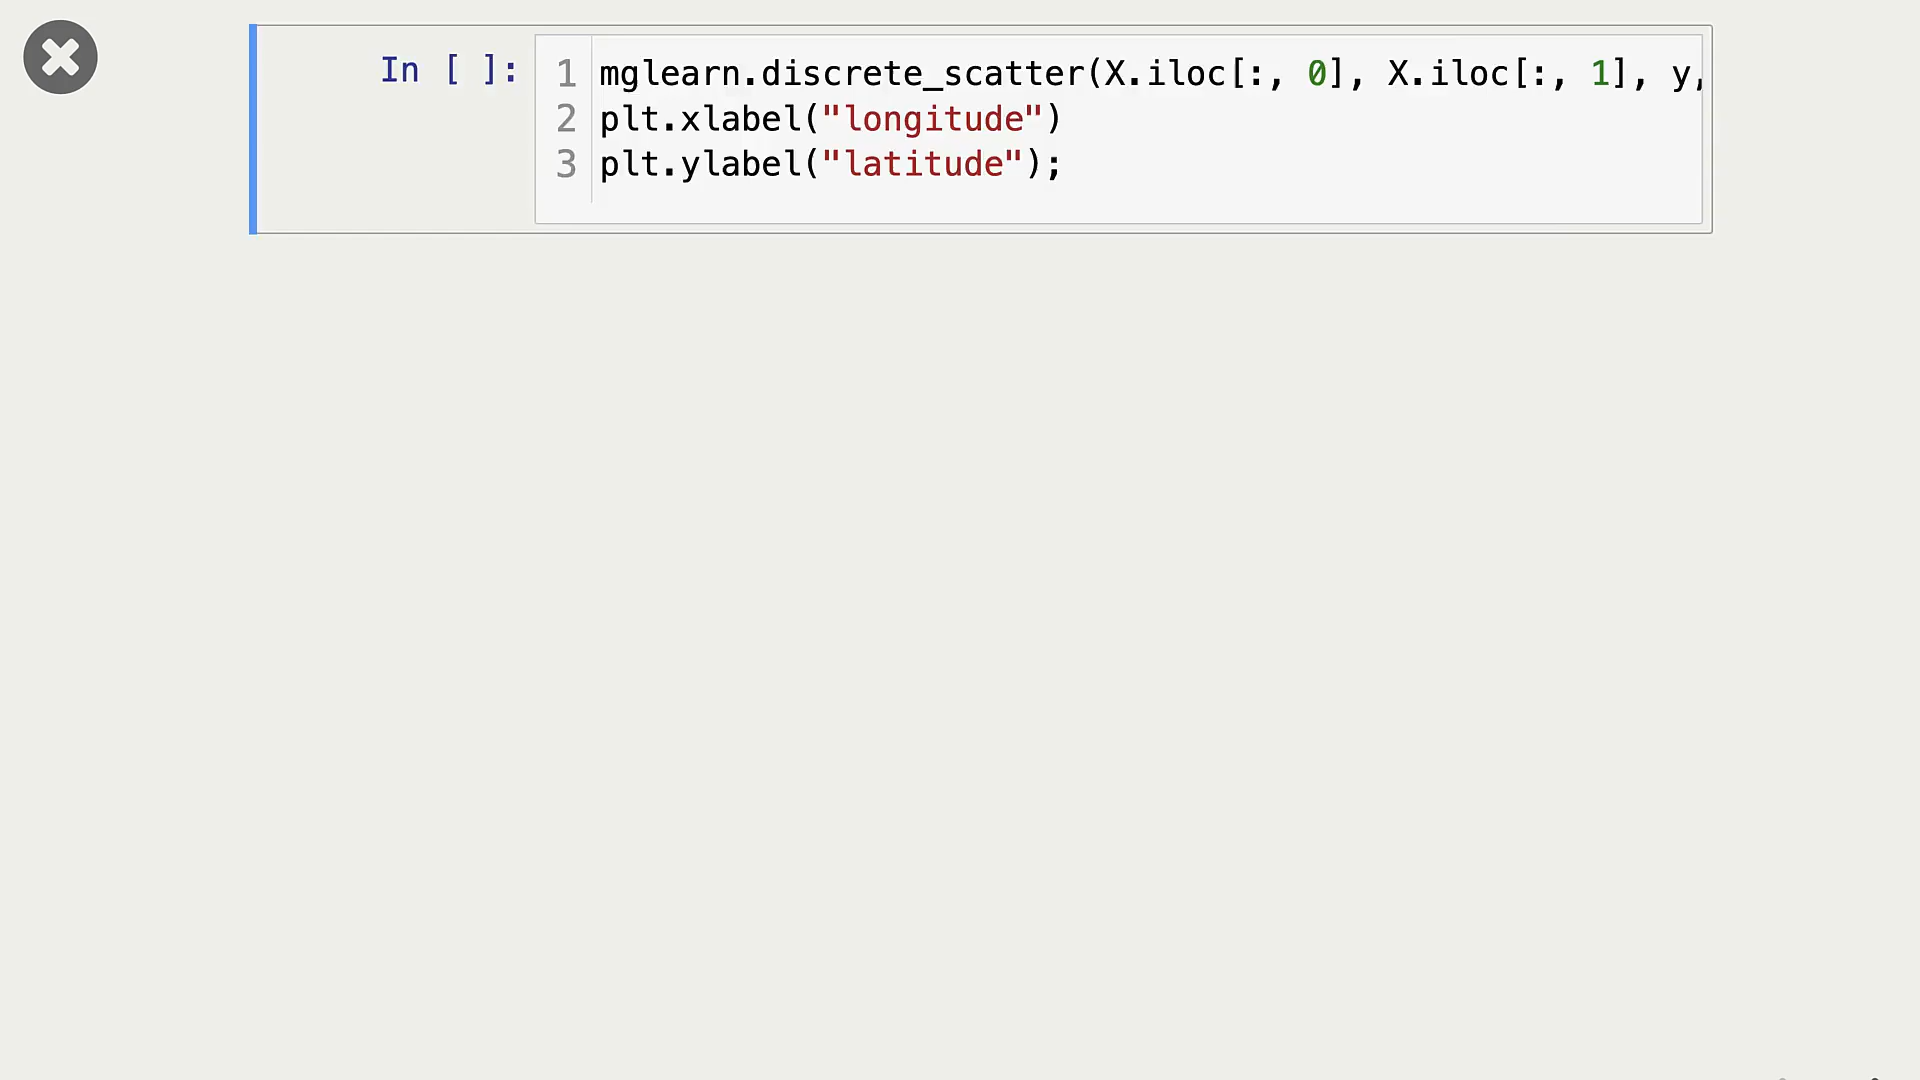 In [ ]:
1 mglearn.discrete_scatter(X.iloc[:, 0], X.iloc[:, 1], y,
2 plt.xlabel("longitude")
3 plt.ylabel("latitude");